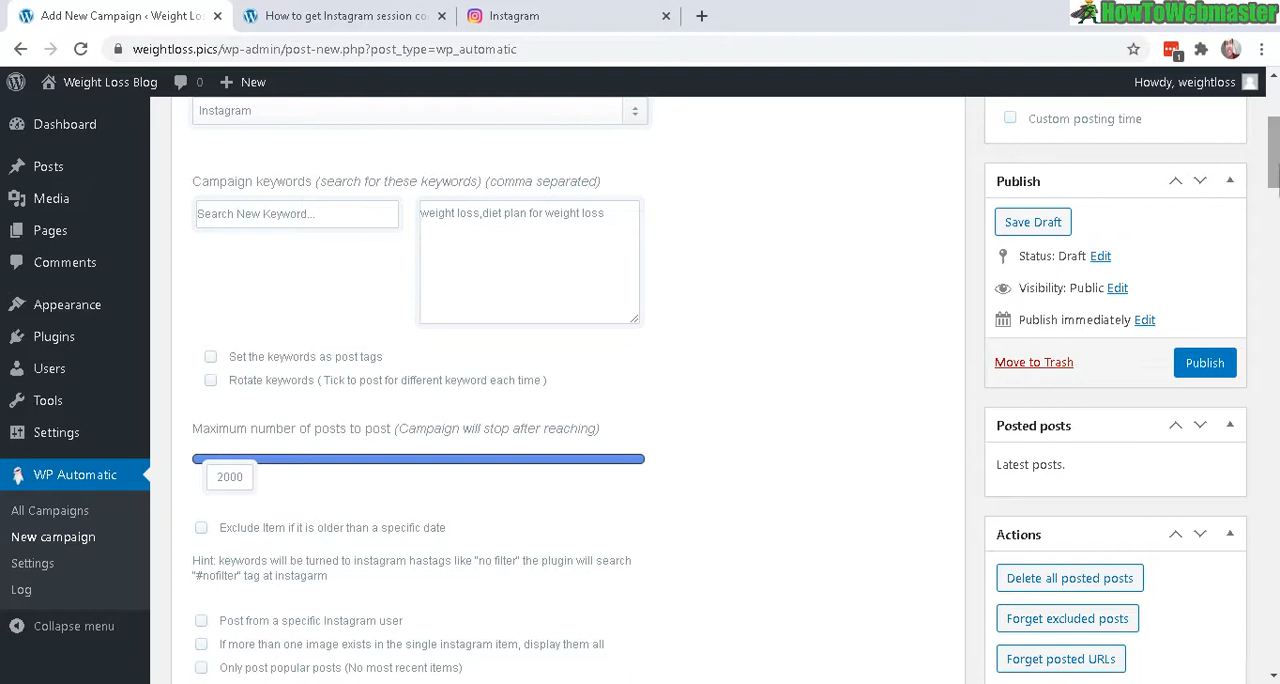 Add New Campaign ‹ Weight Los
How to get Instagram session co
Instagram
HowToWebmaster
weightloss.pics/wp-admin/post-new.php?post_type=wp_automatic
1
Weight Loss Blog
0
New
Howdy, weightloss
Dashboard
Posts
Media
Pages
Comments
Appearance
Plugins
Users
Tools
Settings
WP Automatic
All Campaigns
New campaign
Settings
Log
Collapse menu
Instagram
Campaign keywords (search for these keywords) (comma separated)
Search New Keyword...
weight loss,diet plan for weight loss
Set the keywords as post tags
Rotate keywords ( Tick to post for different keyword each time )
Maximum number of posts to post (Campaign will stop after reaching)
2000
Exclude Item if it is older than a specific date
Hint: keywords will be turned to instagram hastags like "no filter" the plugin will search
"#nofilter" tag at instagarm
Post from a specific Instagram user
If more than one image exists in the single instagram item, display them all
Only post popular posts (No most recent items)
Custom posting time
Publish
Save Draft
Status: Draft Edit
Visibility: Public Edit
Publish immediately Edit
Move to Trash
Publish
Posted posts
Latest posts.
Actions
Delete all posted posts
Forget excluded posts
Forget posted URLs